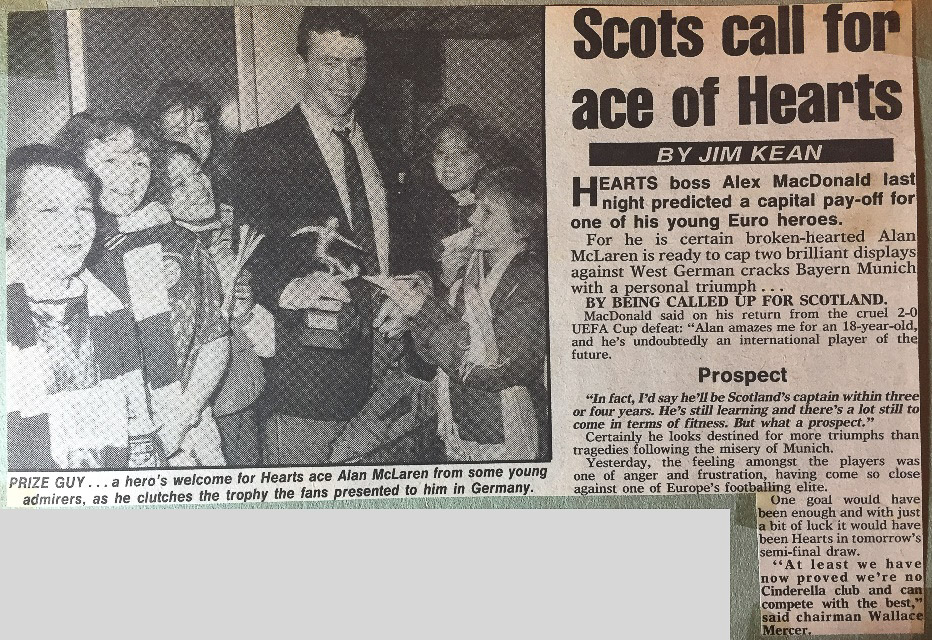 Scots call for
ace of Hearts
BY JIM KEAN
HEARTS boss Alex MacDonald last
night predicted a capital pay-off for
one of his young Euro heroes.
For he is certain broken-hearted Alan
McLaren is ready to cap two brilliant displays
against West German cracks Bayern Munich
with a personal triumph . . .
BY BEING CALLED UP FOR SCOTLAND.
MacDonald said on his return from the cruel 2-0
UEFA Cup defeat: “Alan amazes me for an 18-year-old,
and he's undoubtedly an international player of the
future.
Prospect
“In fact, I'd say he'll be Scotland's captain within three
or four years. He's still learning and there's a lot still to
come in terms of fitness. But what a prospect.”
Certainly he looks destined for more triumphs than
tragedies following the misery of Munich.
Yesterday, the feeling amongst the players was
one of anger and frustration, having come so close
against one of Europe's footballing elite.
One goal would have
been enough and with just
a bit of luck it would have
been Hearts in tomorrow's
semi-final draw.
“At least we have
now proved we're no
Cinderella club and can
compete with the best,”
said chairman Wallace
Mercer.
PRIZE GUY . . . a hero's welcome for Hearts ace Alan McLaren from some young
admirers, as he clutches the trophy the fans presented to him in Germany.